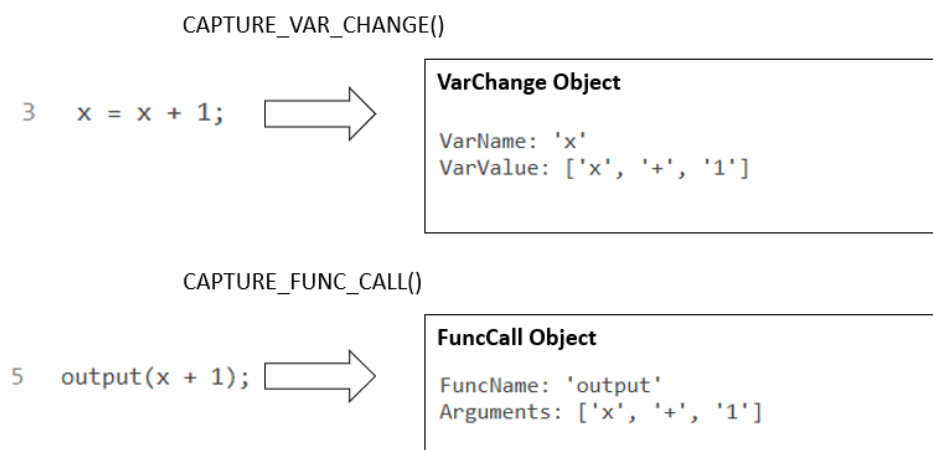 CAPTURE_VAR_CHANGE()
3 x = x + 1;
VarChange Object
VarName: 'x'
VarValue: ['x', '+', '1']
CAPTURE_FUNC_CALL()
5 output(x + 1);
FuncCall Object
FuncName: 'output'
Arguments: ['x', '+', '1']